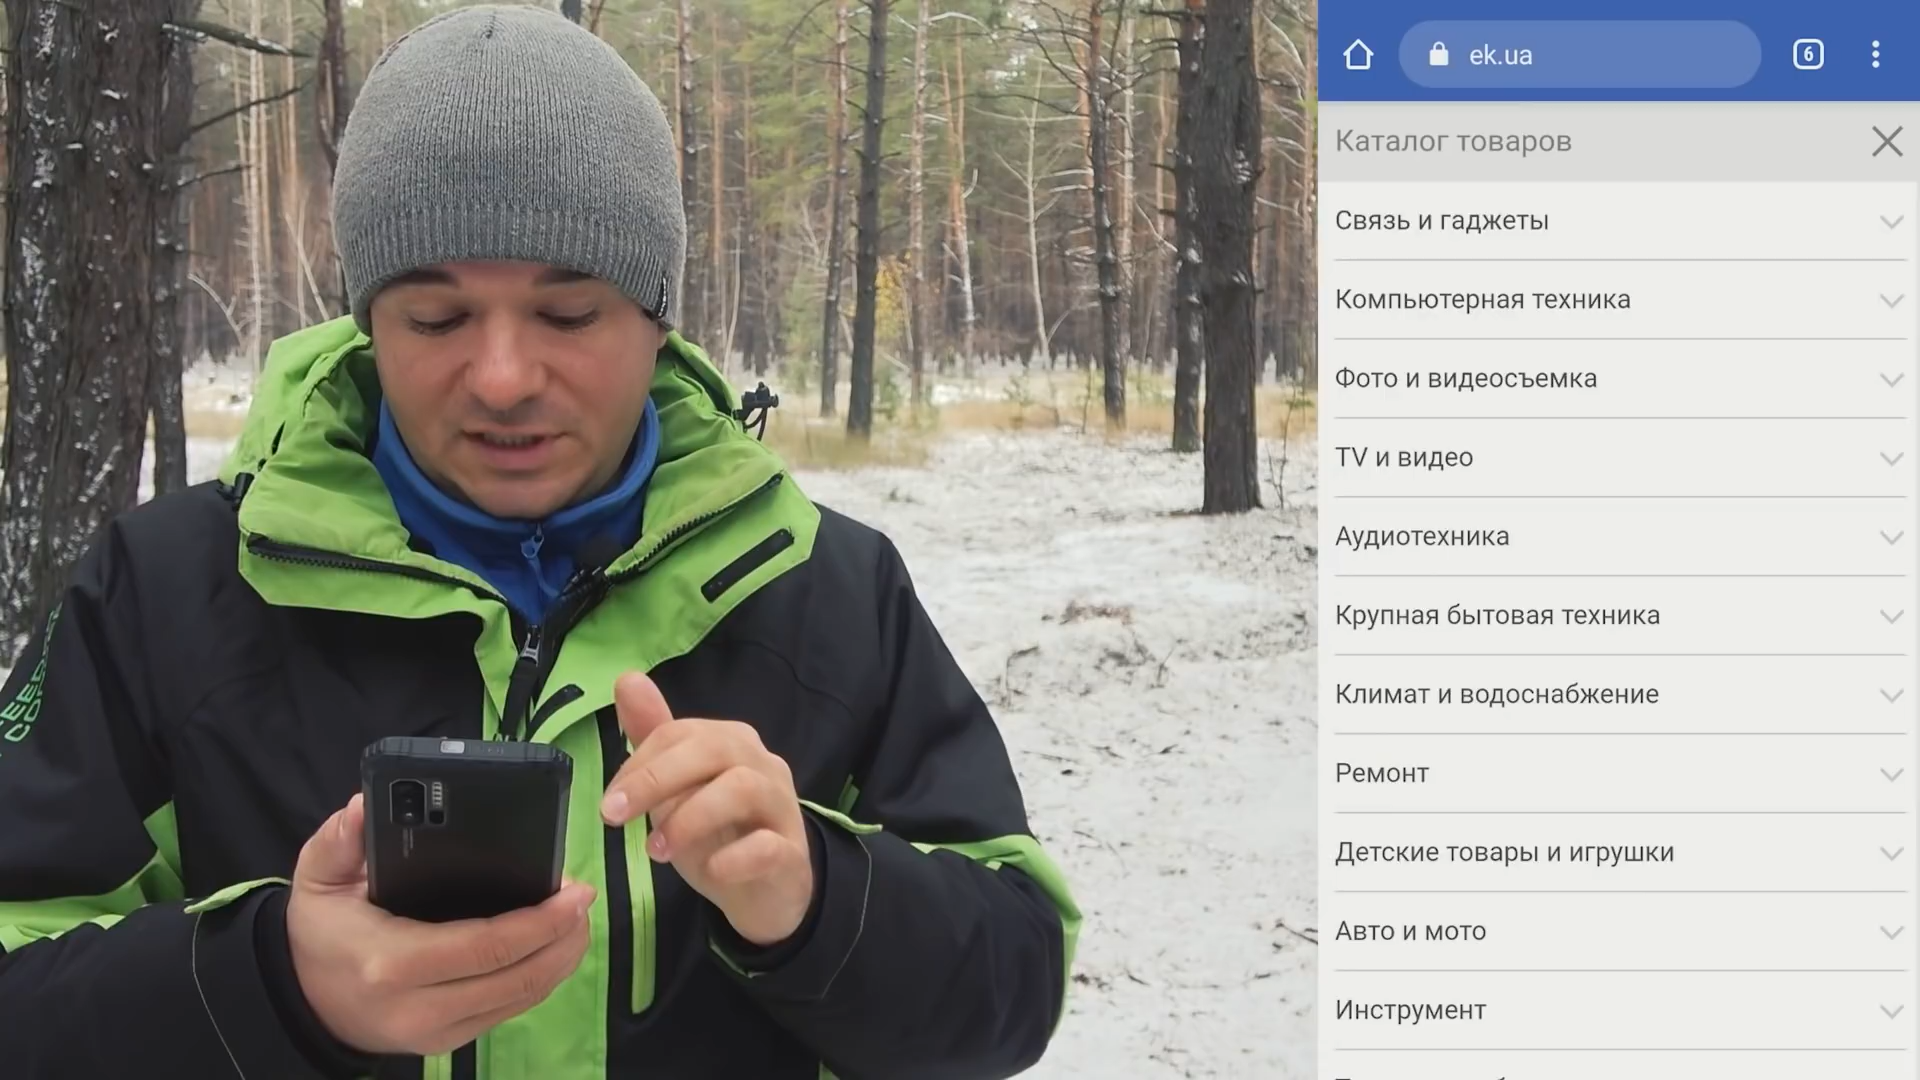 ek.ua
6
Каталог товаров
Связь и гаджеты
Компьютерная техника
Фото и видеосъемка
TV и видео
Аудиотехника
Крупная бытовая техника
Климат и водоснабжение
Ремонт
Детские товары и игрушки
Авто и мото
Инструмент